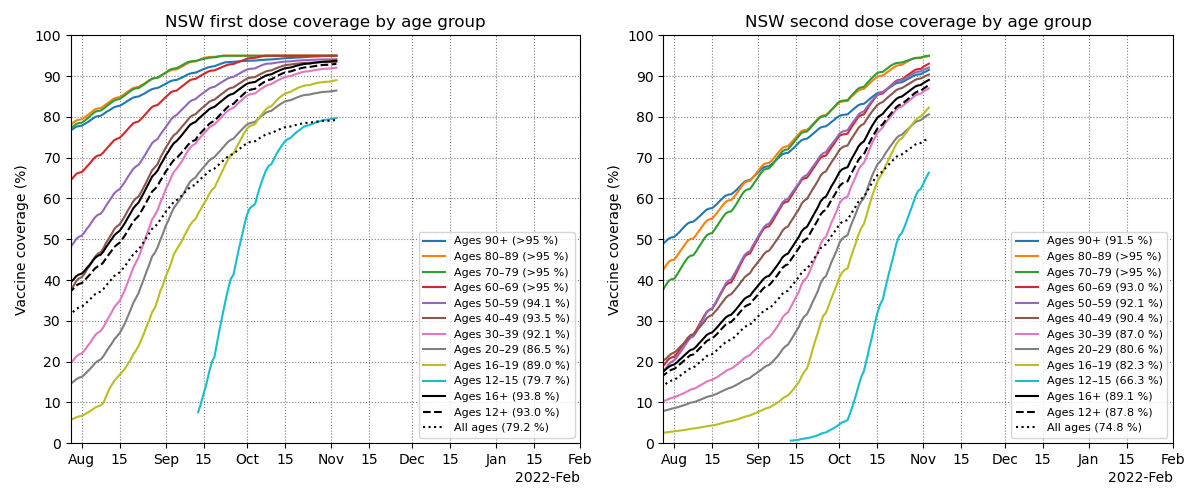 NSW first dose coverage by age group
Vaccine coverage (%)
100
90
80
70
60
50
40
30
20
10
0
Ages 90+ (>95 %)
Ages 80–89 (>95 %)
Ages 70–79 (>95 %)
Ages 60–69 (>95 %)
Ages 50–59 (94.1 %)
Ages 40–49 (93.5 %)
Ages 30–39 (92.1 %)
Ages 20–29 (86.5 %)
Ages 16–19 (89.0 %)
Ages 12–15 (79.7 %)
Ages 16+ (93.8 %)
Ages 12+ (93.0 %)
All ages (79.2 %)
Aug 15 Sep 15 Oct 15 Nov 15 Dec 15 Jan 15 Feb
2022-Feb
NSW second dose coverage by age group
Vaccine coverage (%)
100
90
80
70
60
50
40
30
20
10
0
Ages 90+ (91.5 %)
Ages 80–89 (>95 %)
Ages 70–79 (>95 %)
Ages 60–69 (93.0 %)
Ages 50–59 (92.1 %)
Ages 40–49 (90.4 %)
Ages 30–39 (87.0 %)
Ages 20–29 (80.6 %)
Ages 16–19 (82.3 %)
Ages 12–15 (66.3 %)
Ages 16+ (89.1 %)
Ages 12+ (87.8 %)
All ages (74.8 %)
Aug 15 Sep 15 Oct 15 Nov 15 Dec 15 Jan 15 Feb
2022-Feb